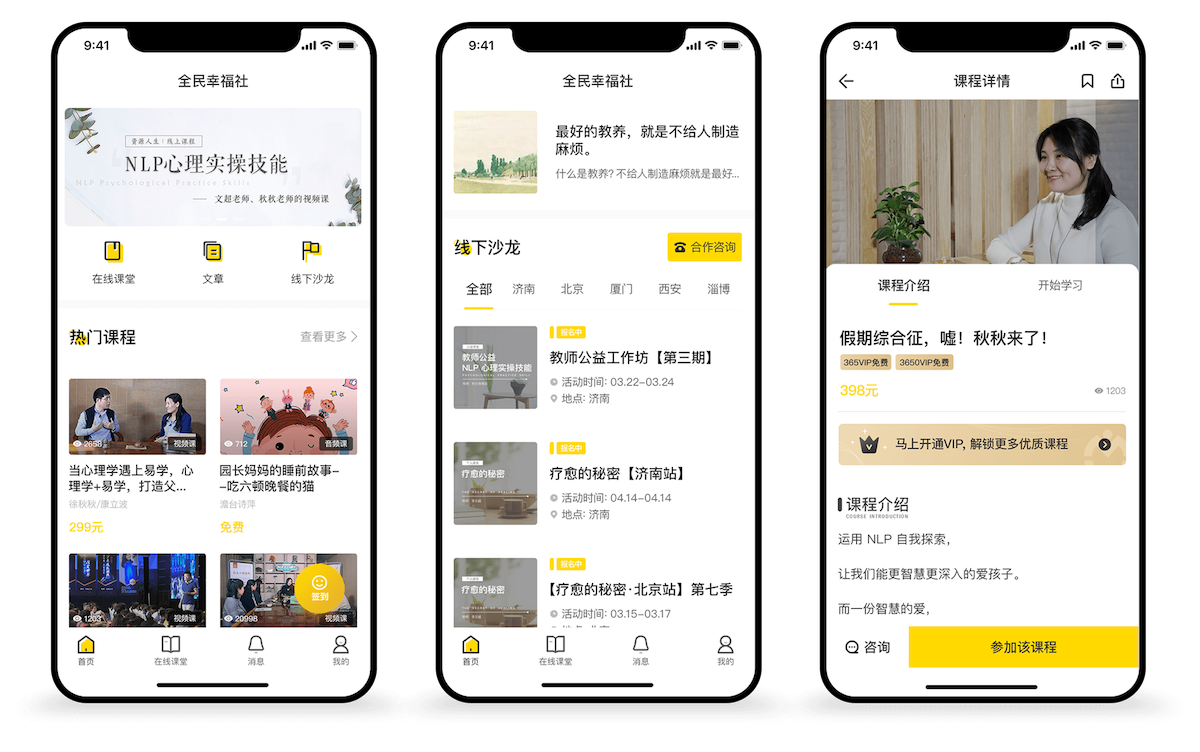 9:41
全民幸福社
资源人生 | 线上课程
NLP心理实操技能
NLP Psychological Practice Skills
—— 文超老师、秋秋老师的视频课
在线课堂
文章
线下沙龙
热门课程
查看更多
2658
视频课
712
音频课
当心理学遇上易学，心
理学+易学，打造父...
徐秋秋/康立波
299元
园长妈妈的睡前故事-
-吃六顿晚餐的猫
澹台诗萍
免费
1203
视频课
20998
视频课
签到
首页
在线课堂
消息
我的
9:41
全民幸福社
最好的教养，就是不给人制造
麻烦。
什么是教养? 不给人制造麻烦就是最好...
线下沙龙
合作咨询
全部
济南
北京
厦门
西安
淄博
教师公益
NLP 心理实操技能
PSYCHOLOGICAL PRACTICE SKILL
报名中
教师公益工作坊【第三期】
活动时间: 03.22-03.24
地点: 济南
疗愈的秘密
THE SECRET OF HEALING
报名中
疗愈的秘密【济南站】
活动时间: 04.14-04.14
地点: 济南
疗愈的秘密
THE SECRET OF HEALING
报名中
【疗愈的秘密·北京站】第七季
活动时间: 03.15-03.17
首页
在线课堂
消息
我的
9:41
课程详情
课程介绍
开始学习
假期综合征，嘘！秋秋来了！
365VIP免费
3650VIP免费
398元
1203
马上开通VIP, 解锁更多优质课程
课程介绍
COURSE INTRODUCTION
运用 NLP 自我探索，
让我们能更智慧更深入的爱孩子。
而一份智慧的爱，
咨询
参加该课程